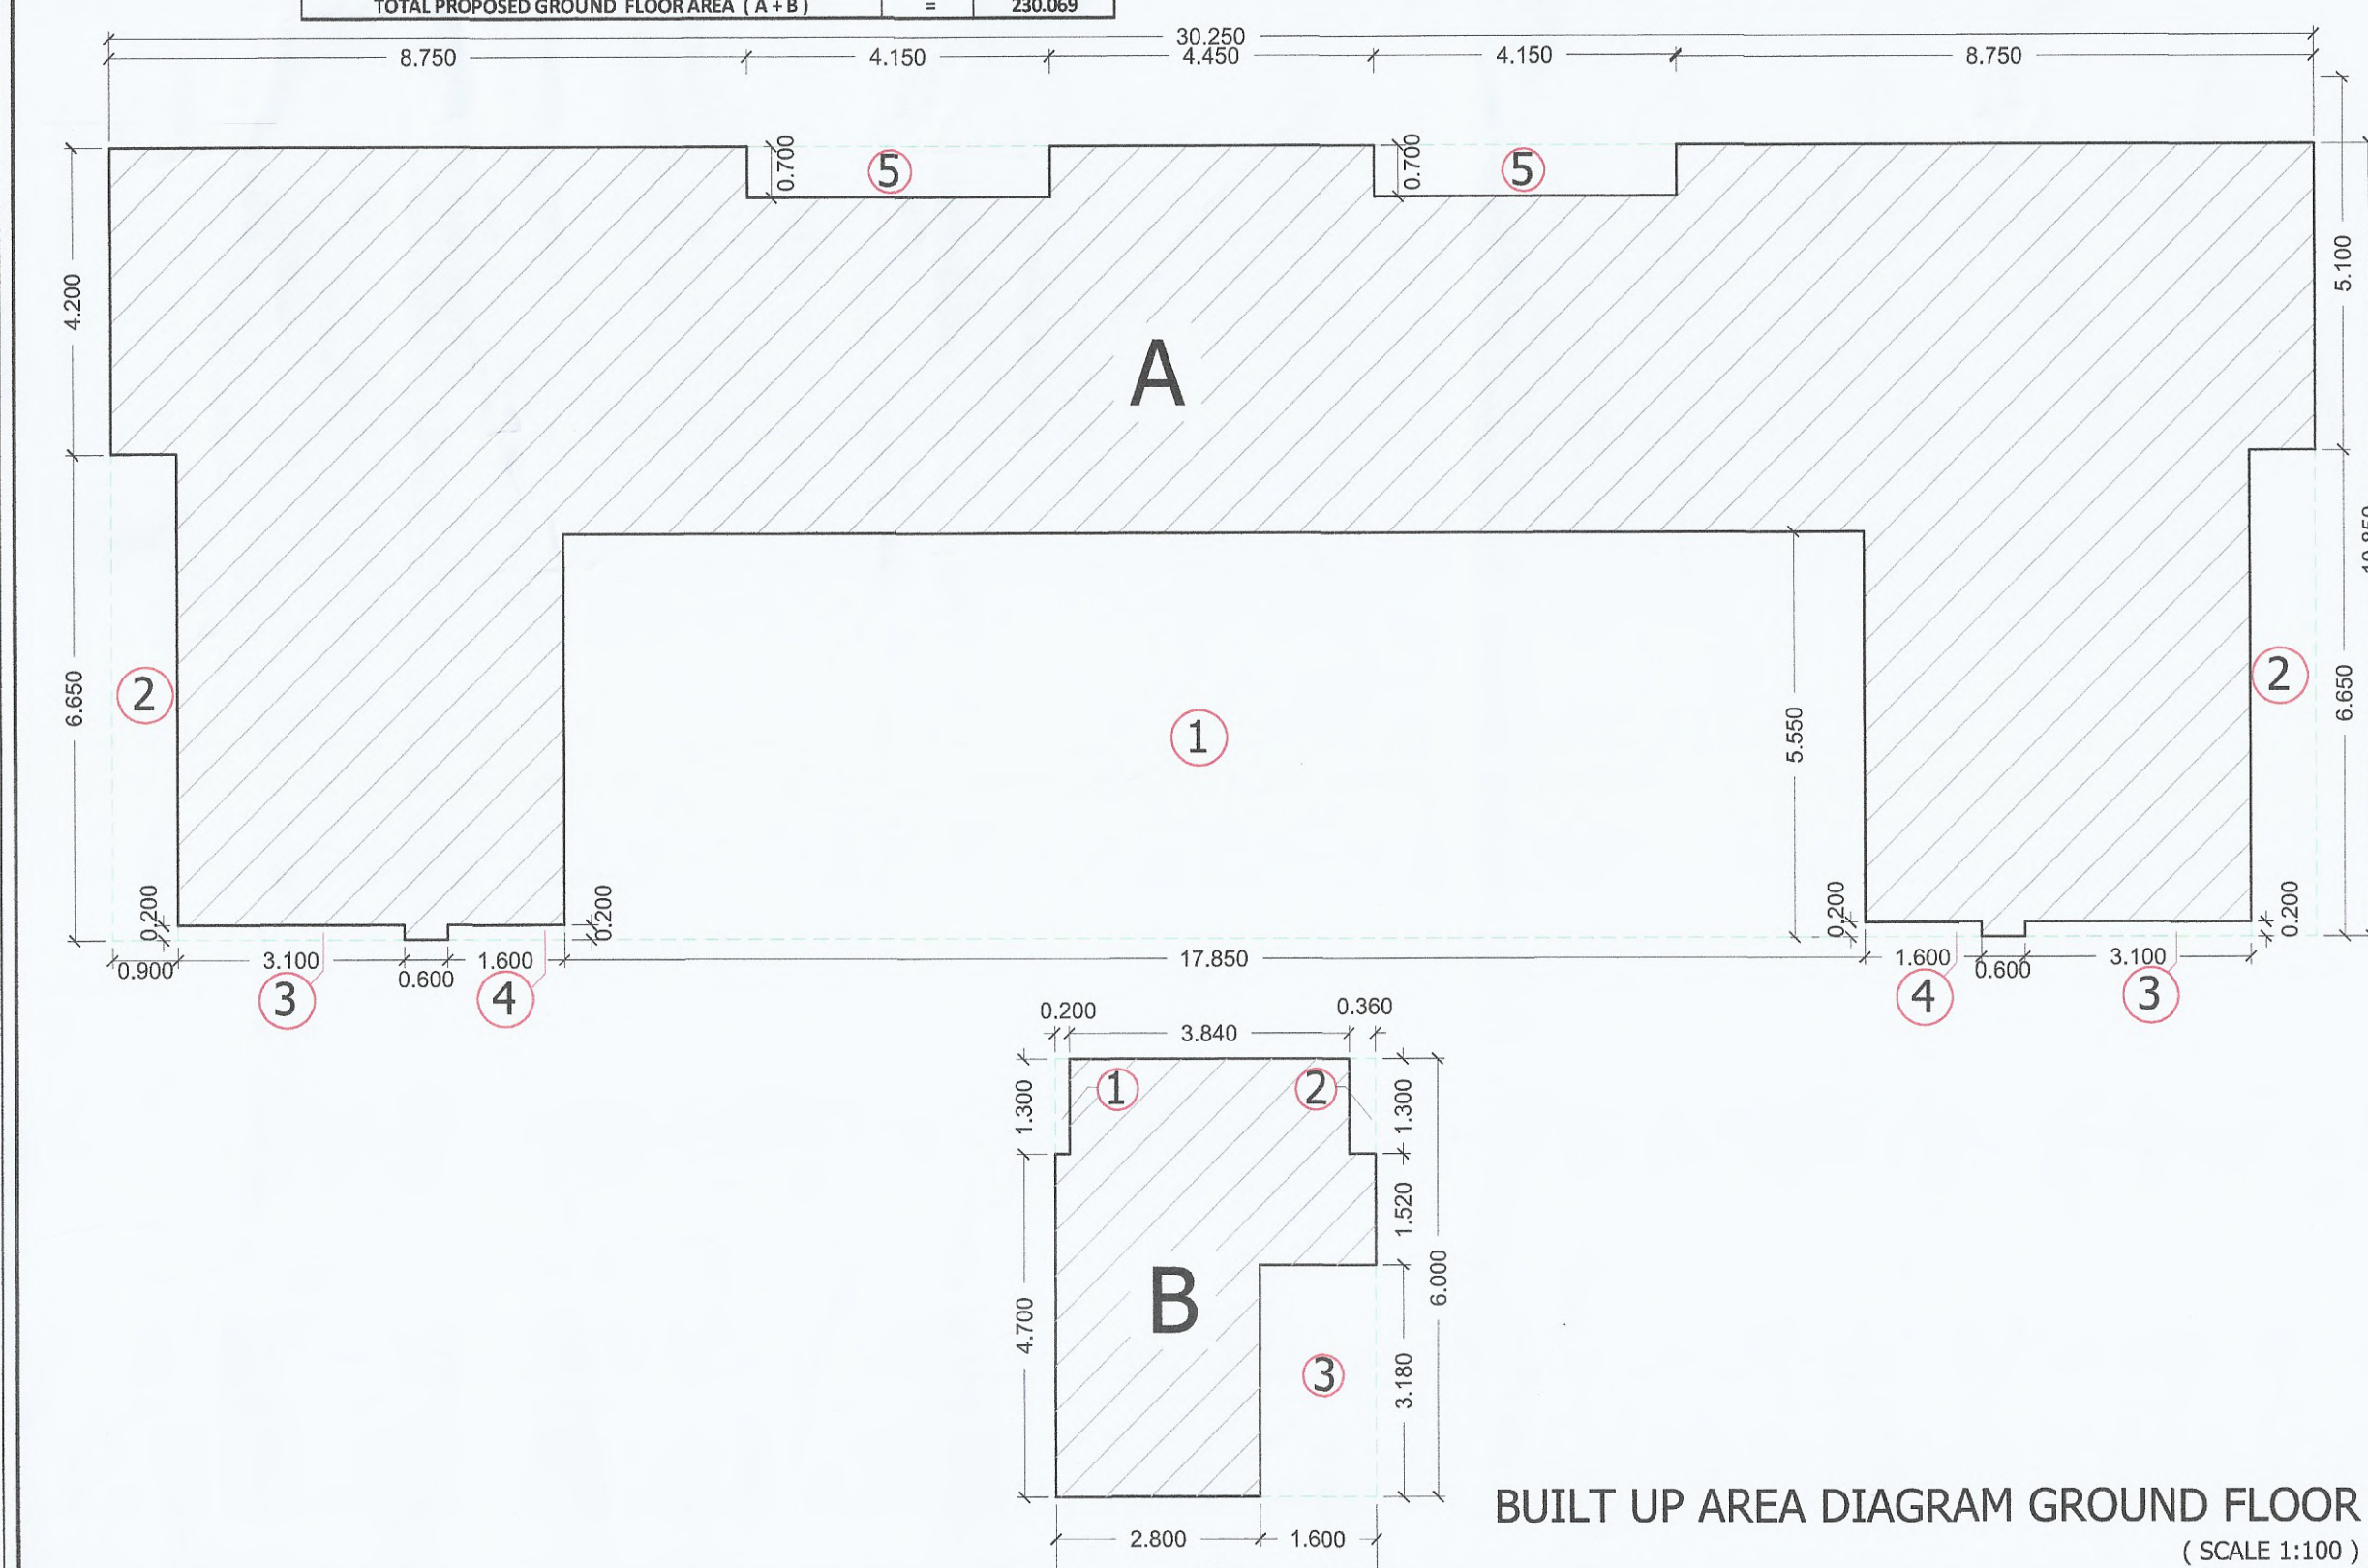 TOTAL PROPOSED GROUND FLOOR AREA ( A + B ) = 230.069
30.250
8.750 4.150 4.450 4.150 8.750
0.700 5 0.700 5
4.200 5.100
A
6.650 2 1 5.550 2 6.650
0.200 0.200 0.200 0.200
0.900 3.100 0.600 1.600 17.850 1.600 0.600 3.100
3 4 4 3
0.200 3.840 0.360
1.300 1 2 1.300
1.520
B 6.000
4.700 3 3.180
2.800 1.600
BUILT UP AREA DIAGRAM GROUND FLOOR
( SCALE 1:100 )